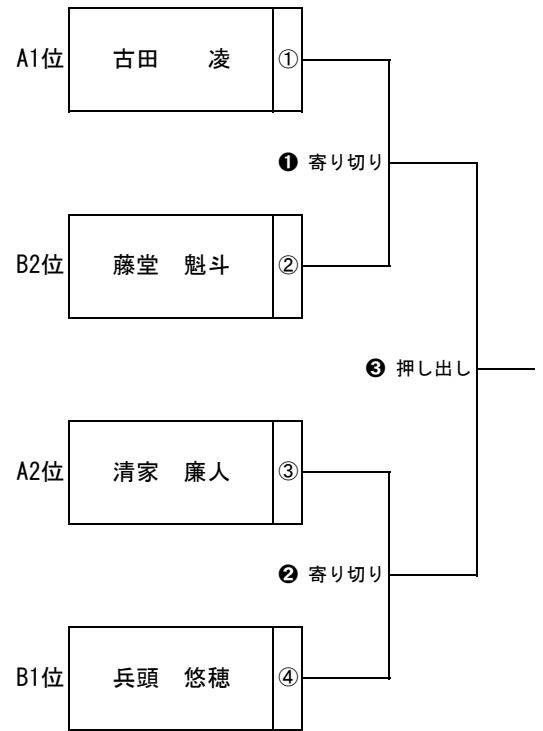 A1位 古田　　凌 ①
❶ 寄り切り
B2位 藤堂　魁斗 ②
❸ 押し出し
A2位 清家　廉人 ③
❷ 寄り切り
B1位 兵頭　悠穂 ④